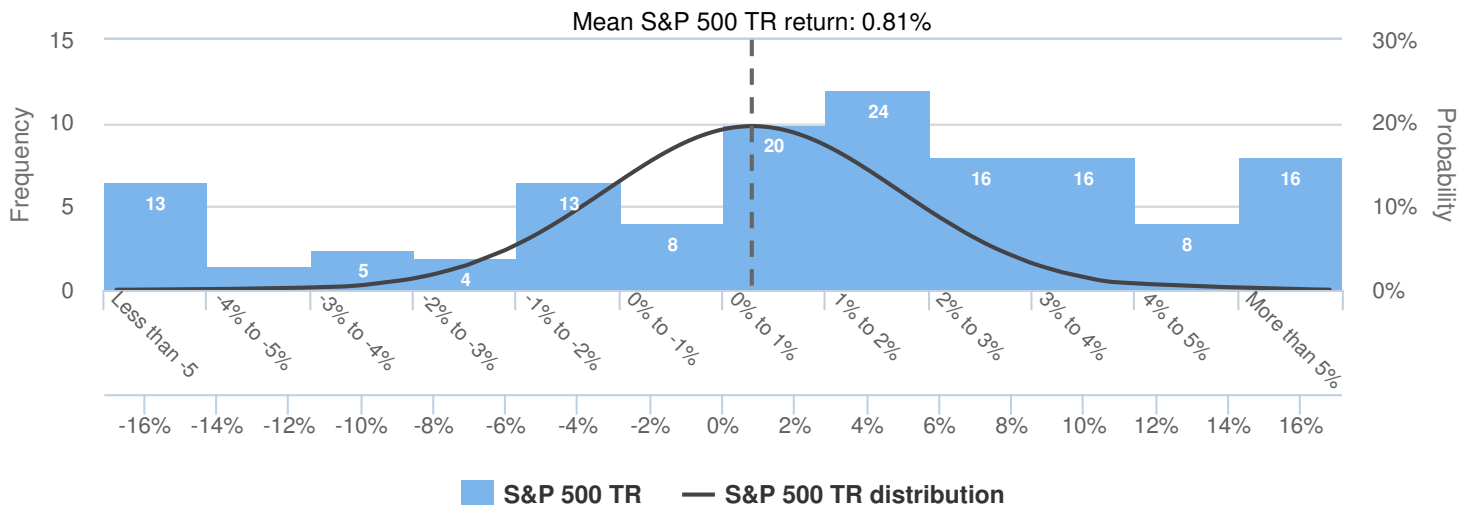 Mean S&P 500 TR return: 0.81%
15
30%
10
20%
5
10%
0
0%
Frequency
Probability
13
5
4
13
8
20
24
16
16
8
16
Less than -5
-4% to -5%
-3% to -4%
-2% to -3%
-1% to -2%
0% to -1%
0% to 1%
1% to 2%
2% to 3%
3% to 4%
4% to 5%
More than 5%
-16% -14% -12% -10% -8% -6% -4% -2% 0% 2% 4% 6% 8% 10% 12% 14% 16%
S&P 500 TR
S&P 500 TR distribution